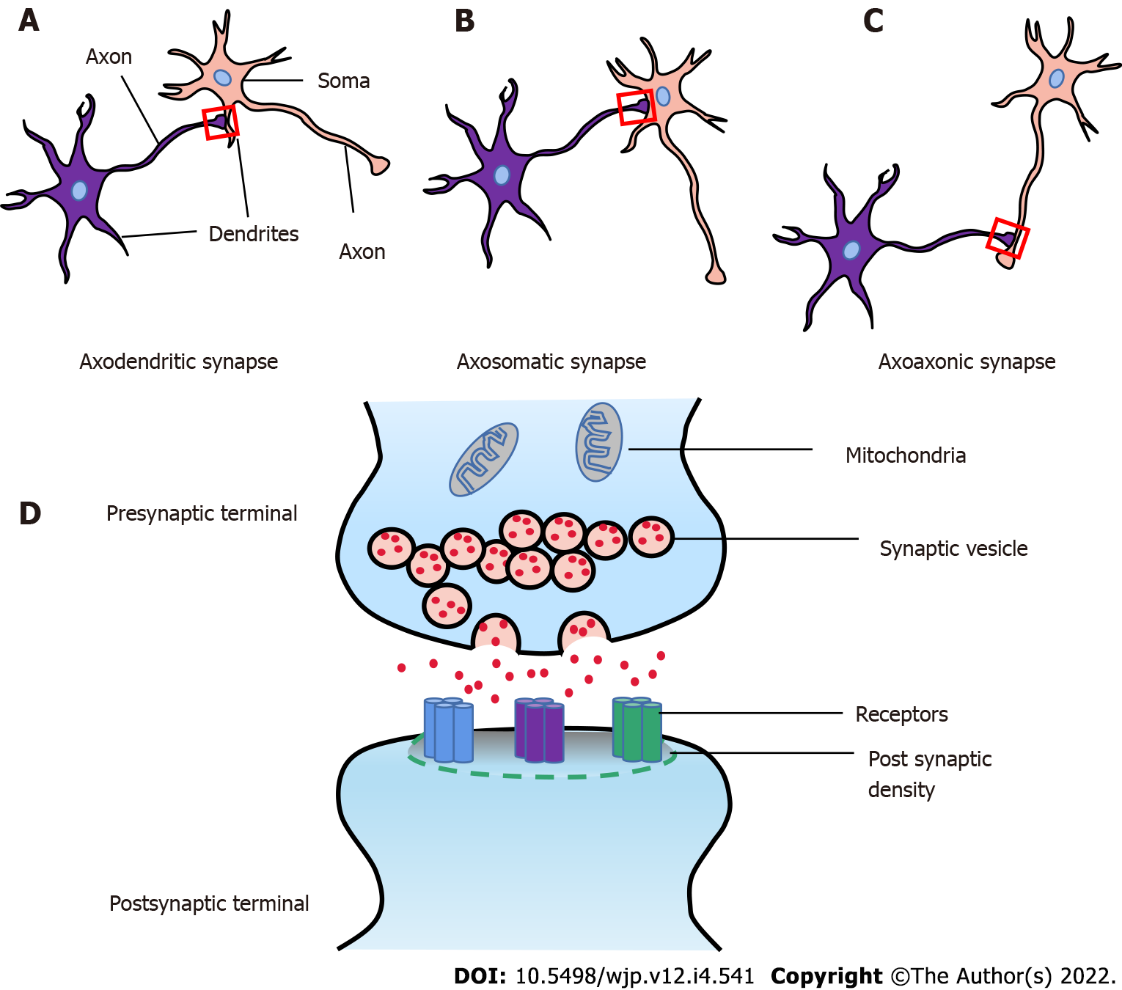 A
B
C
Axon
Soma
Dendrites
Axon
Axodendritic synapse
Axosomatic synapse
Axoaxonic synapse
D
Mitochondria
Presynaptic terminal
Synaptic vesicle
Receptors
Post synaptic
density
Postsynaptic terminal
DOI: 10.5498/wjp.v12.i4.541 Copyright ©The Author(s) 2022.